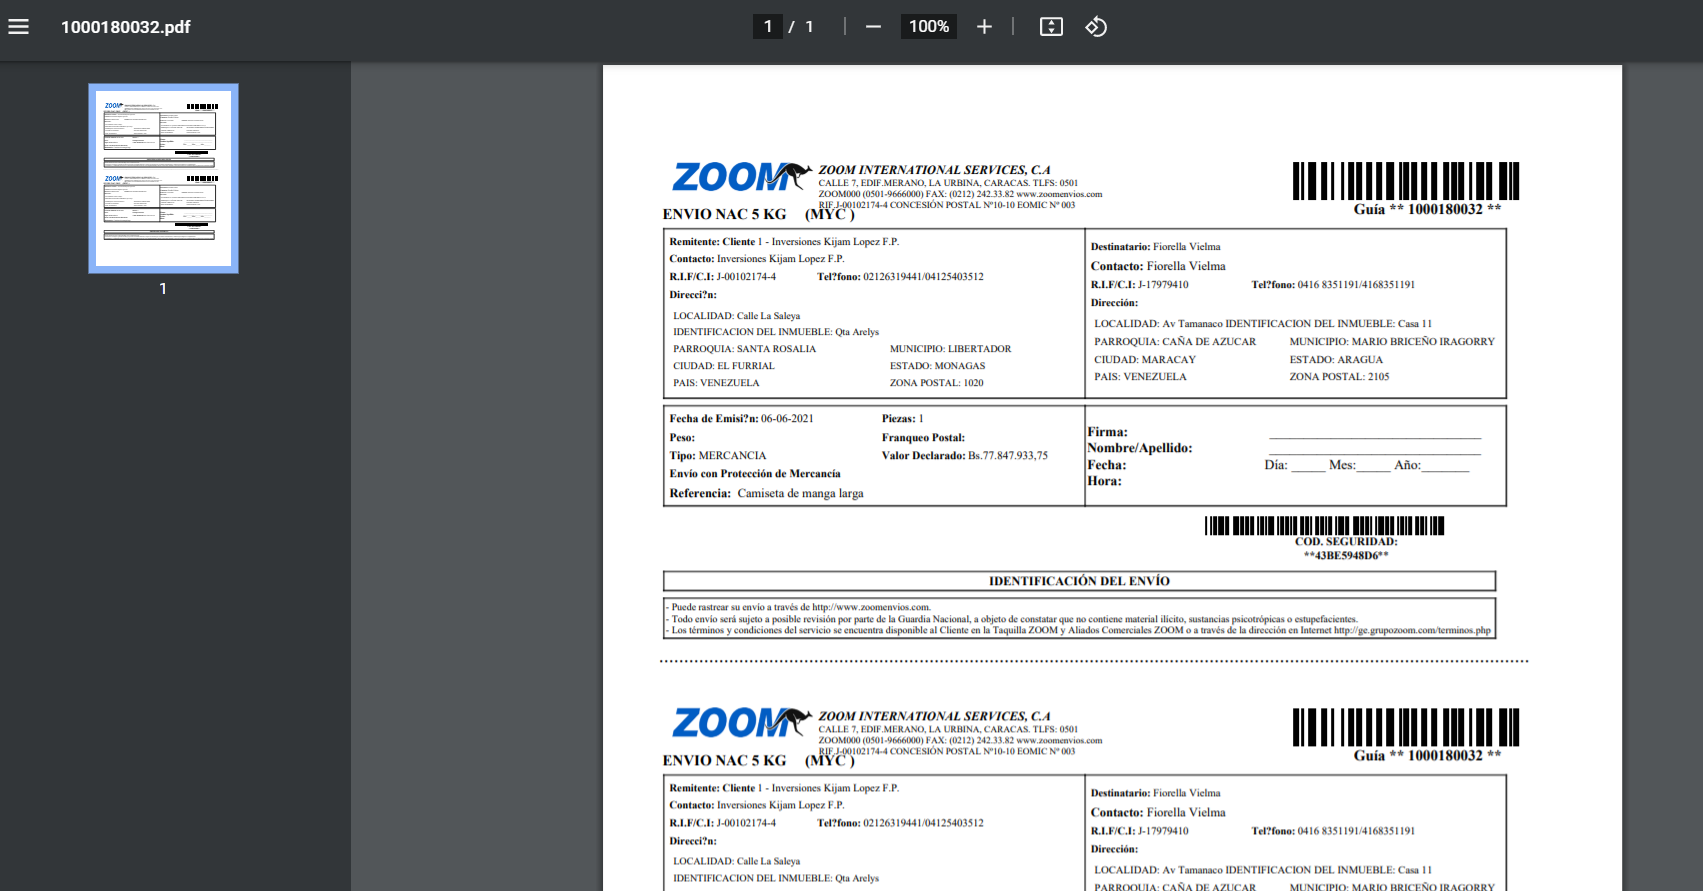 1000180032.pdf
1 / 1
100%
1
ZOOM
ZOOM INTERNATIONAL SERVICES, C.A
CALLE 7, EDIF.MERANO, LA URBINA, CARACAS. TLFS: 0501
ZOOM000 (0501-9666000) FAX: (0212) 242.33.82 www.zoomenvios.com
RIF.J-00102174-4 CONCESIÓN POSTAL Nº10-10 EOMIC Nº 003
ENVIO NAC 5 KG (MYC )
Guía ** 1000180032 **
Remitente: Cliente 1 - Inversiones Kijam Lopez F.P.
Contacto: Inversiones Kijam Lopez F.P.
R.I.F/C.I: J-00102174-4 Tel?fono: 02126319441/04125403512
Direcci?n:
LOCALIDAD: Calle La Saleya
IDENTIFICACION DEL INMUEBLE: Qta Arelys
PARROQUIA: SANTA ROSALIA MUNICIPIO: LIBERTADOR
CIUDAD: EL FURRIAL ESTADO: MONAGAS
PAIS: VENEZUELA ZONA POSTAL: 1020
Destinatario: Fiorella Vielma
Contacto: Fiorella Vielma
R.I.F/C.I: J-17979410 Tel?fono: 0416 8351191/4168351191
Dirección:
LOCALIDAD: Av Tamanaco IDENTIFICACION DEL INMUEBLE: Casa 11
PARROQUIA: CAÑA DE AZUCAR MUNICIPIO: MARIO BRICEÑO IRAGORRY
CIUDAD: MARACAY ESTADO: ARAGUA
PAIS: VENEZUELA ZONA POSTAL: 2105
Fecha de Emisi?n: 06-06-2021 Piezas: 1
Peso: Franqueo Postal:
Tipo: MERCANCIA Valor Declarado: Bs.77.847.933,75
Envío con Protección de Mercancía
Referencia: Camiseta de manga larga
Firma:
Nombre/Apellido:
Fecha: Día: _____ Mes:_____ Año:_______
Hora:
COD. SEGURIDAD:
**43BE5948D6**
IDENTIFICACIÓN DEL ENVÍO
- Puede rastrear su envío a través de http://www.zoomenvios.com.
- Todo envío será sujeto a posible revisión por parte de la Guardia Nacional, a objeto de constatar que no contiene material ilícito, sustancias psicotrópicas o estupefacientes.
- Los términos y condiciones del servicio se encuentra disponible al Cliente en la Taquilla ZOOM y Aliados Comerciales ZOOM o a través de la dirección en Internet http://ge.grupozoom.com/terminos.php
ZOOM
ZOOM INTERNATIONAL SERVICES, C.A
CALLE 7, EDIF.MERANO, LA URBINA, CARACAS. TLFS: 0501
ZOOM000 (0501-9666000) FAX: (0212) 242.33.82 www.zoomenvios.com
RIF.J-00102174-4 CONCESIÓN POSTAL Nº10-10 EOMIC Nº 003
ENVIO NAC 5 KG (MYC )
Guía ** 1000180032 **
Remitente: Cliente 1 - Inversiones Kijam Lopez F.P.
Contacto: Inversiones Kijam Lopez F.P.
R.I.F/C.I: J-00102174-4 Tel?fono: 02126319441/04125403512
Direcci?n:
LOCALIDAD: Calle La Saleya
IDENTIFICACION DEL INMUEBLE: Qta Arelys
Destinatario: Fiorella Vielma
Contacto: Fiorella Vielma
R.I.F/C.I: J-17979410 Tel?fono: 0416 8351191/4168351191
Dirección:
LOCALIDAD: Av Tamanaco IDENTIFICACION DEL INMUEBLE: Casa 11
PARROQUIA: CAÑA DE AZUCAR MUNICIPIO: MARIO BRICEÑO IRAGORRY